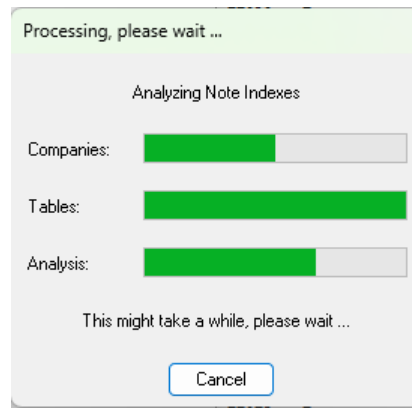 Processing, please wait ...
Analyzing Note Indexes
Companies:
Tables:
Analysis:
This might take a while, please wait ...
Cancel